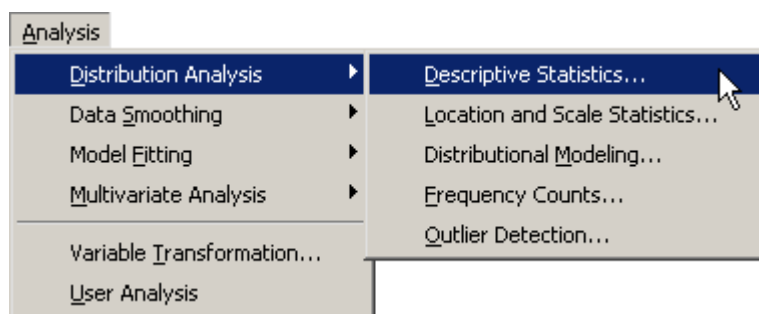 Analysis
Distribution Analysis
Data Smoothing
Model Fitting
Multivariate Analysis
Variable Transformation...
User Analysis
Descriptive Statistics...
Location and Scale Statistics...
Distributional Modeling...
Frequency Counts...
Outlier Detection...